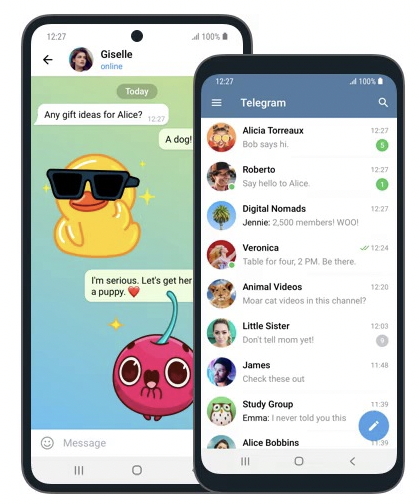 12:27
100%
Giselle
online
Today
Any gift ideas for Alice? 12:27
A dog!
I'm serious. Let's get her
a puppy. ❤️
Message
12:27
100%
Telegram
Alicia Torreaux 12:27
Bob says hi. 5
Roberto 12:27
Say hello to Alice. 1
Digital Nomads 12:27
Jennie: 2,500 members! WOO!
Veronica 12:24
Table for four, 2 PM. Be there.
Animal Videos 12:20
Moar cat videos in this channel?
Little Sister 12:03
Don't tell mom yet! 9
James 11:48
Check these out
Study Group 11:39
Emma: I never told you this
Alice Bobbins 11:39